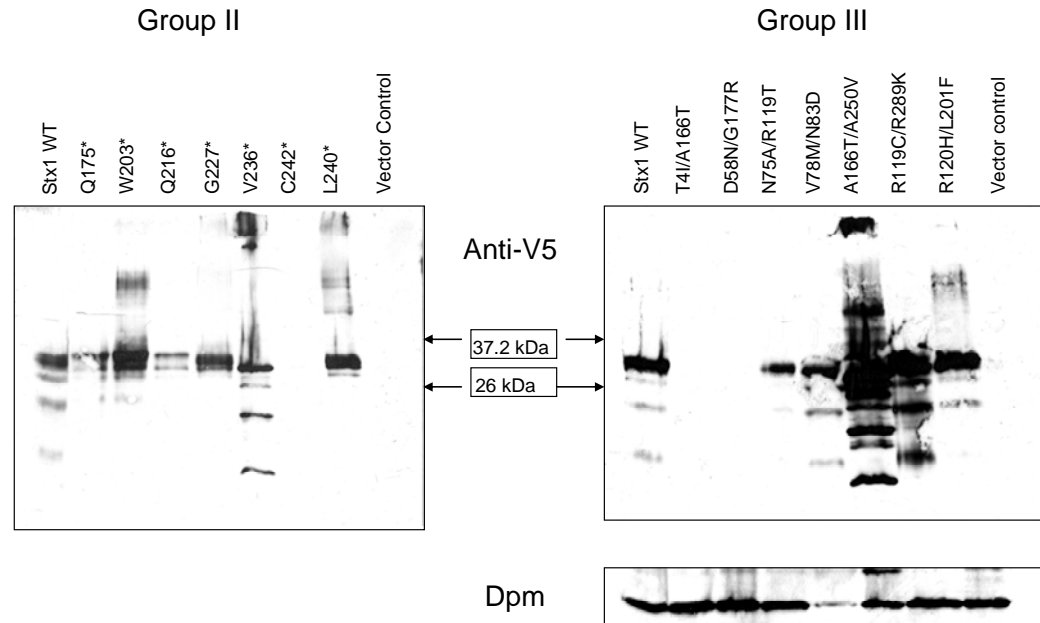 Group II
Group III
Stx1 WT
Q175*
W203*
Q216*
G227*
V236*
C242*
L240*
Vector Control
Stx1 WT
T4I/A166T
D58N/G177R
N75A/R119T
V78M/N83D
A166T/A250V
R119C/R289K
R120H/L201F
Vector control
Anti-V5
37.2 kDa
26 kDa
Dpm